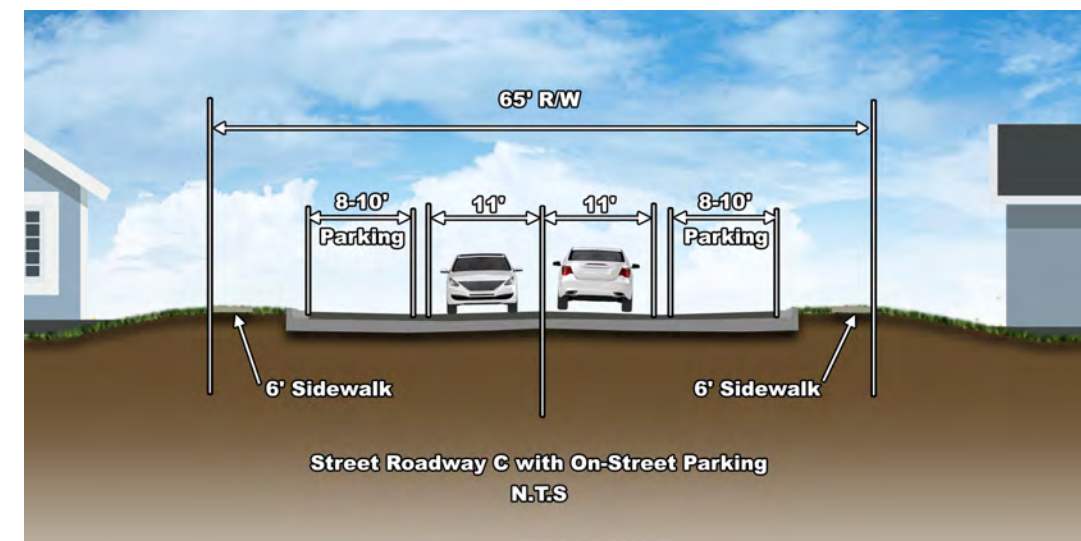 65' R/W
8-10'
Parking
11'
11'
8-10'
Parking
6' Sidewalk
6' Sidewalk
Street Roadway C with On-Street Parking
N.T.S